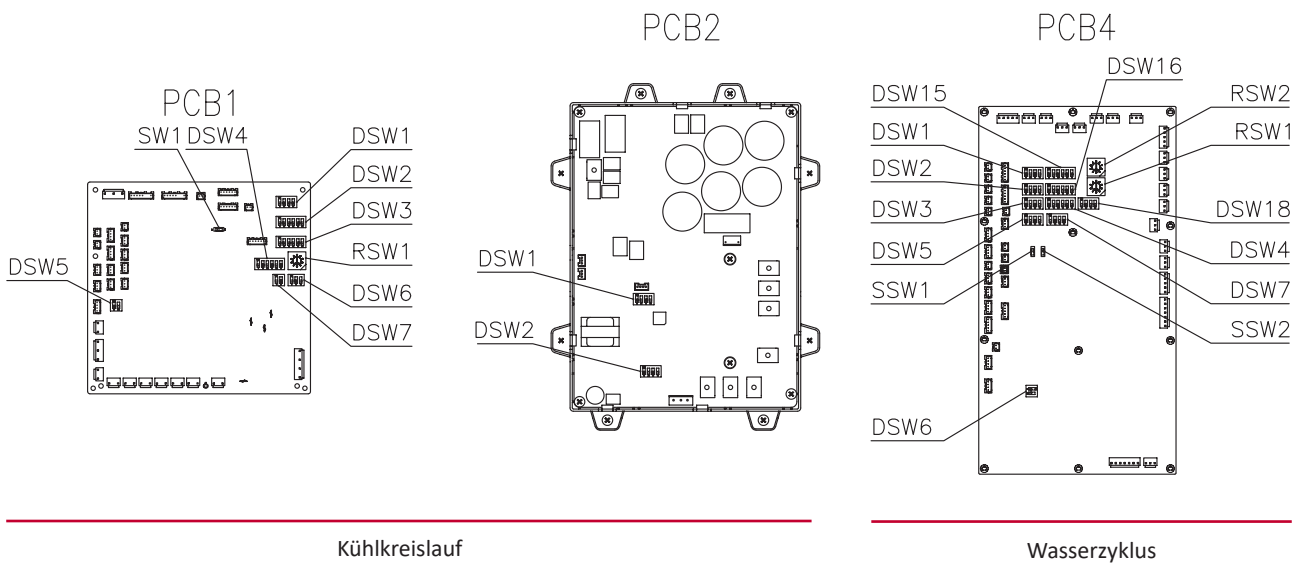 PCB1
SW1 DSW4
DSW1
DSW2
DSW3
RSW1
DSW6
DSW7
DSW5
PCB2
DSW1
DSW2
PCB4
DSW16
DSW15
DSW1
DSW2
DSW3
DSW5
SSW1
DSW6
RSW2
RSW1
DSW18
DSW4
DSW7
SSW2
Kühlkreislauf
Wasserzyklus